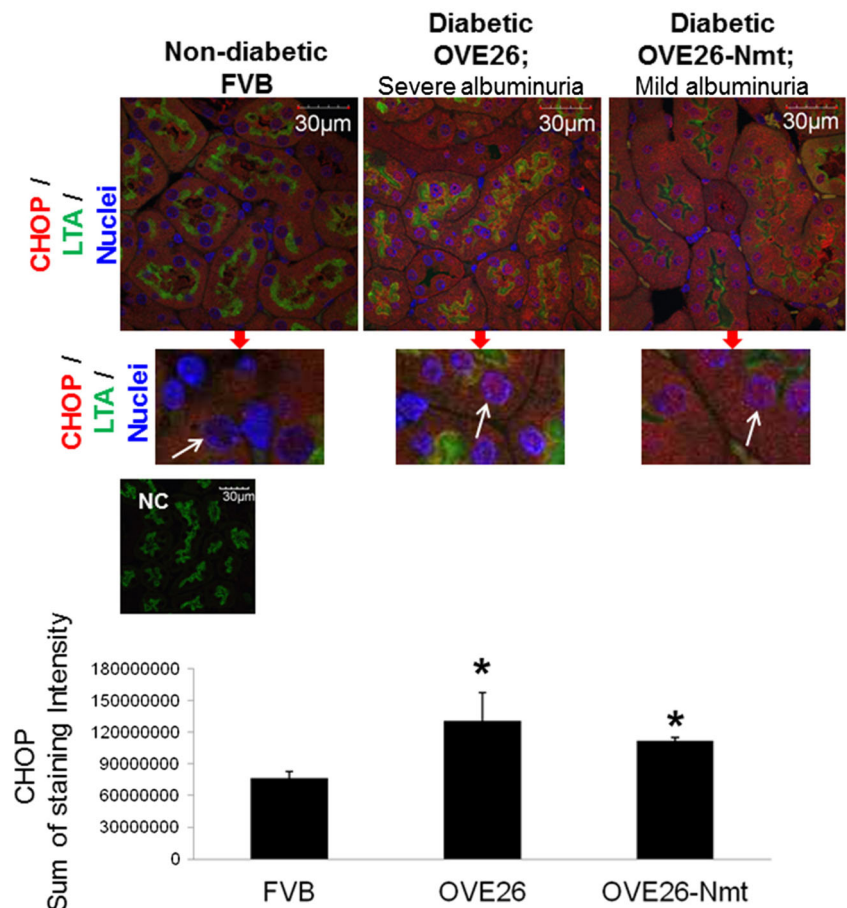 Non-diabetic
FVB
Diabetic
OVE26;
Severe albuminuria
Diabetic
OVE26-Nmt;
Mild albuminuria
CHOP /
LTA /
Nuclei
30µm
30µm
30µm
CHOP /
LTA /
Nuclei
NC
30µm
CHOP
Sum of staining Intensity
180000000
150000000
120000000
90000000
60000000
30000000
0
*
*
FVB
OVE26
OVE26-Nmt